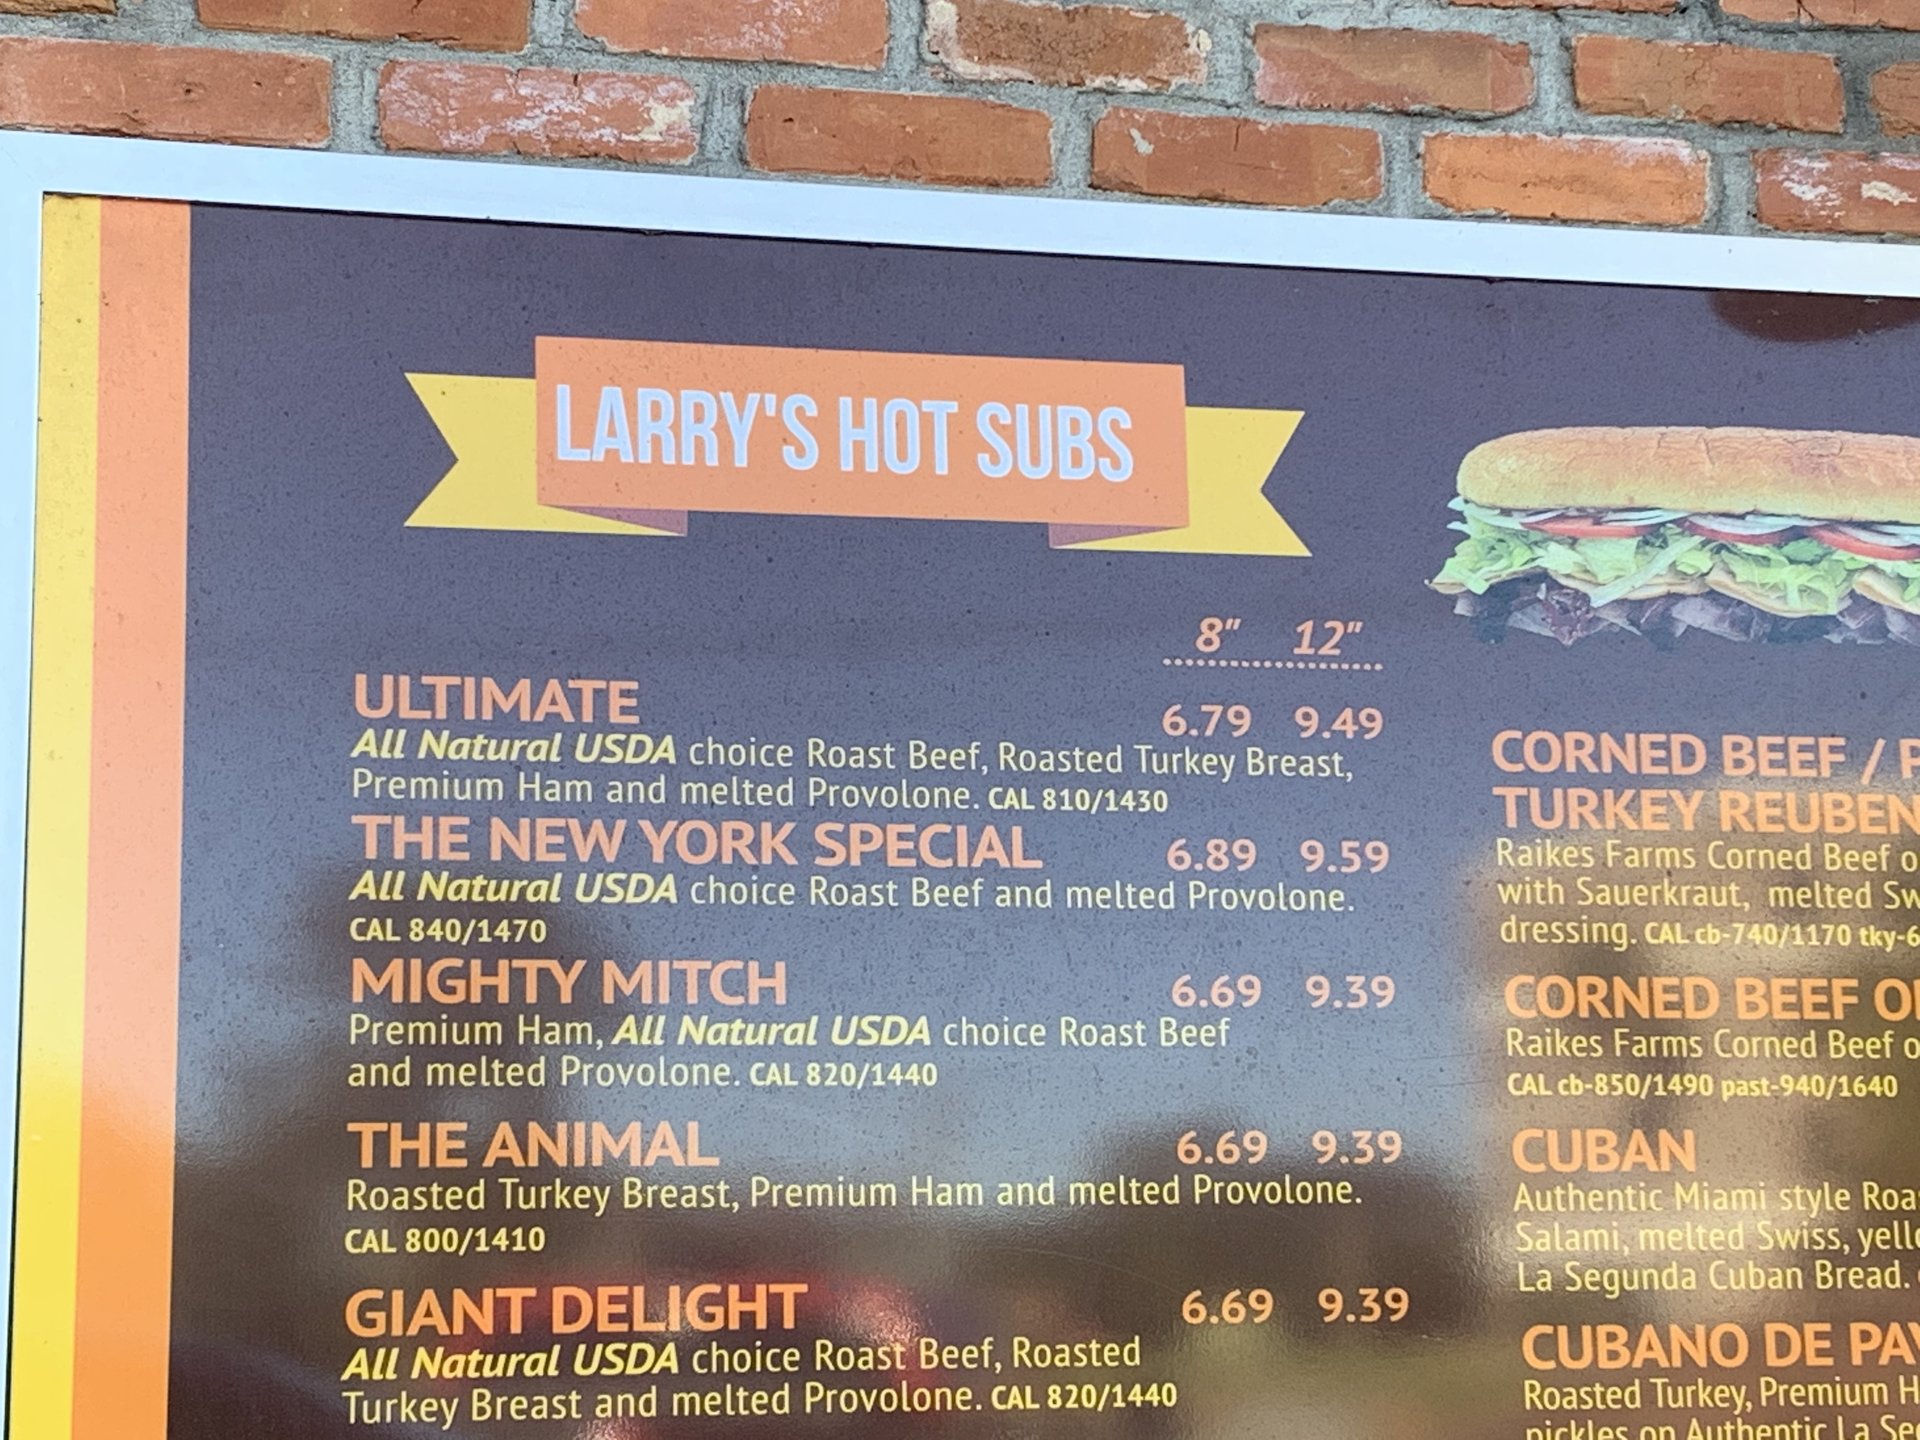 LARRY'S HOT SUBS
8" 12"
ULTIMATE 6.79 9.49
All Natural USDA choice Roast Beef, Roasted Turkey Breast,
Premium Ham and melted Provolone. CAL 810/1430
THE NEW YORK SPECIAL 6.89 9.59
All Natural USDA choice Roast Beef and melted Provolone.
CAL 840/1470
MIGHTY MITCH 6.69 9.39
Premium Ham, All Natural USDA choice Roast Beef
and melted Provolone. CAL 820/1440
THE ANIMAL 6.69 9.39
Roasted Turkey Breast, Premium Ham and melted Provolone.
CAL 800/1410
GIANT DELIGHT 6.69 9.39
All Natural USDA choice Roast Beef, Roasted
Turkey Breast and melted Provolone. CAL 820/1440
CORNED BEEF /
TURKEY REUBEN
Raikes Farms Corned Beef
with Sauerkraut, melted
dressing. CAL cb-740/1170
CORNED BEEF
Raikes Farms Corned Beef
CAL cb-850/1490 past-940/1640
CUBAN
Authentic Miami style
Salami, melted Swiss,
La Segunda Cuban Bread.
CUBANO DE
Roasted Turkey, Premium
pickles on Authentic La